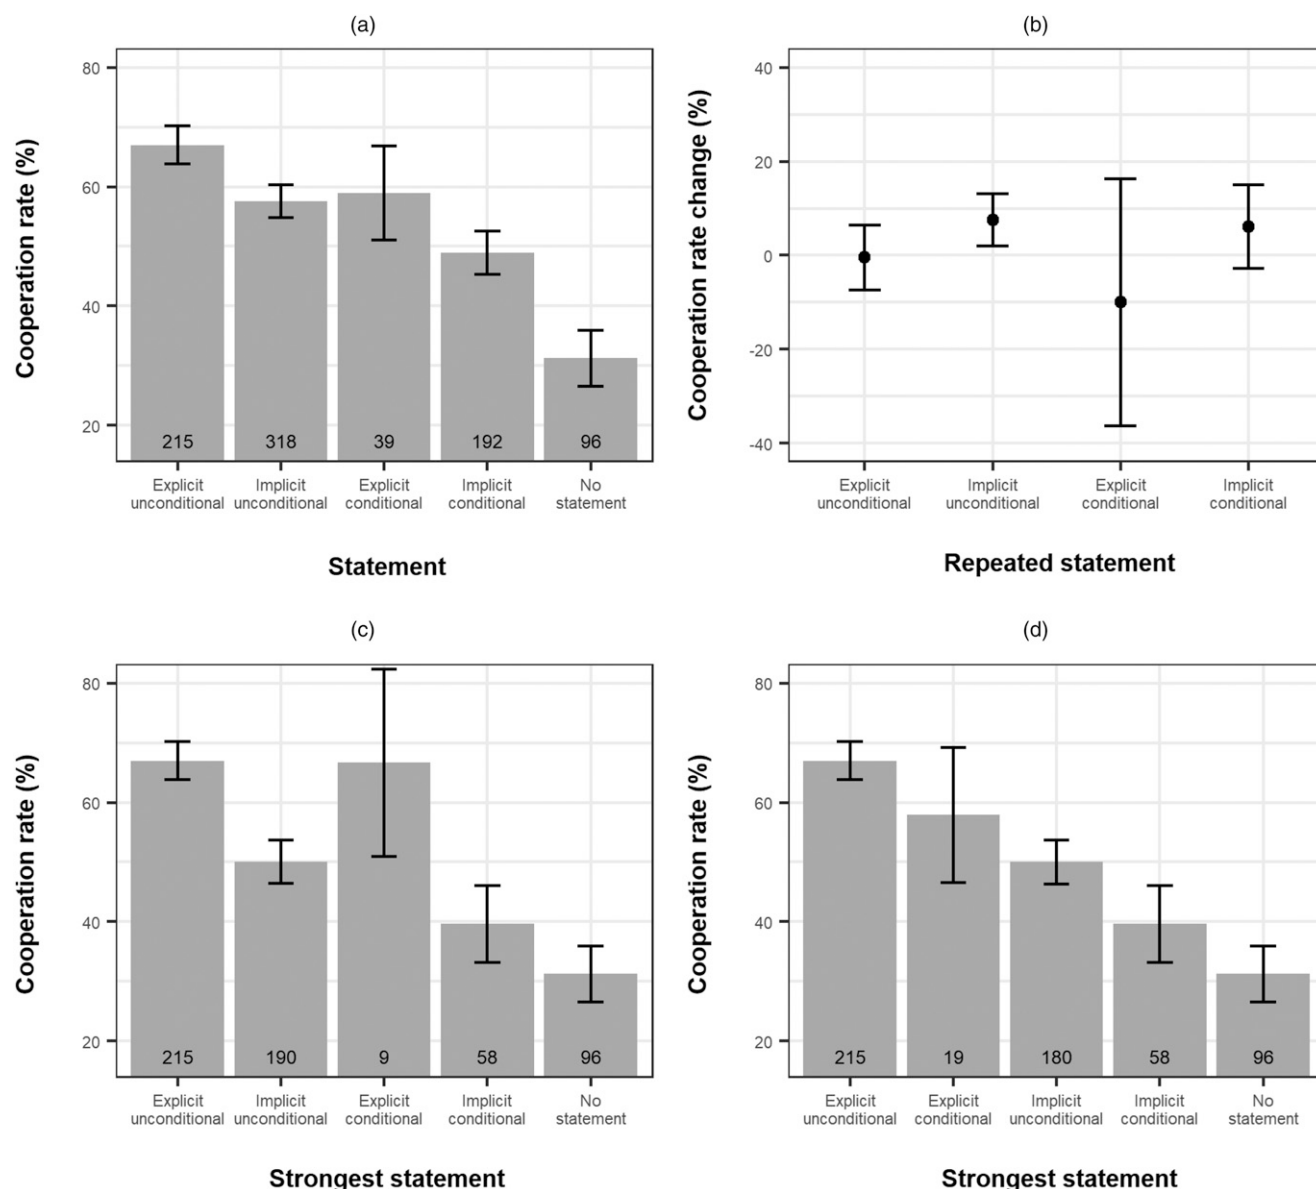 (a)
Cooperation rate (%)
80
60
40
20
215 318 39 192 96
Explicit unconditional
Implicit unconditional
Explicit conditional
Implicit conditional
No statement
Statement
(b)
Cooperation rate change (%)
40
20
0
-20
-40
Explicit unconditional
Implicit unconditional
Explicit conditional
Implicit conditional
Repeated statement
(c)
Cooperation rate (%)
80
60
40
20
215 190 9 58 96
Explicit unconditional
Implicit unconditional
Explicit conditional
Implicit conditional
No statement
Strongest statement
(d)
Cooperation rate (%)
80
60
40
20
215 19 180 58 96
Explicit unconditional
Explicit conditional
Implicit unconditional
Implicit conditional
No statement
Strongest statement